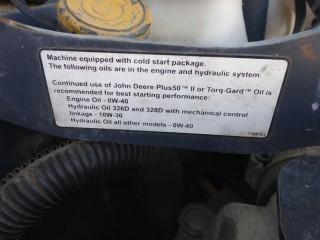 Machine equipped with cold start package.
The following oils are in the engine and hydraulic system.
Continued use of John Deere Plus50™ II or Torq-Gard™ Oil is
recommended for best starting performance:
Engine Oil - 0W-40
Hydraulic Oil 326D and 328D with mechanical control
linkage - 10W-30
Hydraulic Oil all other models - 0W-40